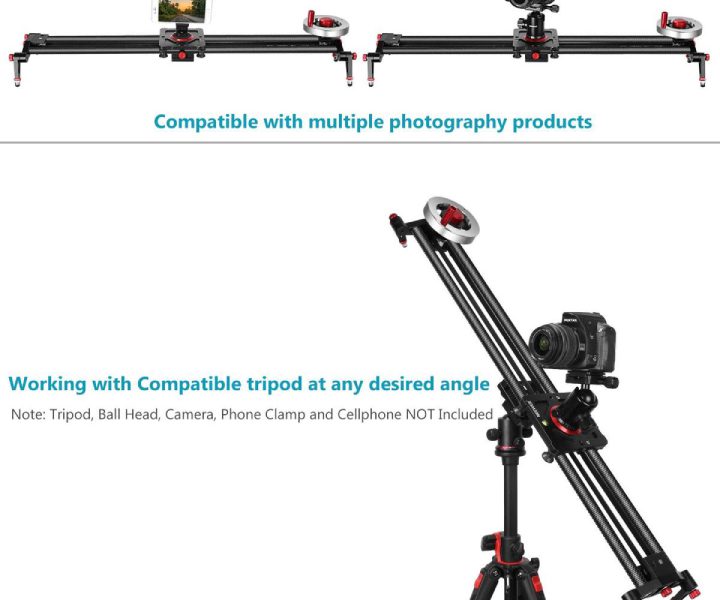 Compatible with multiple photography products
PENTAX
Working with Compatible tripod at any desired angle
Note: Tripod, Ball Head, Camera, Phone Clamp and Cellphone NOT Included